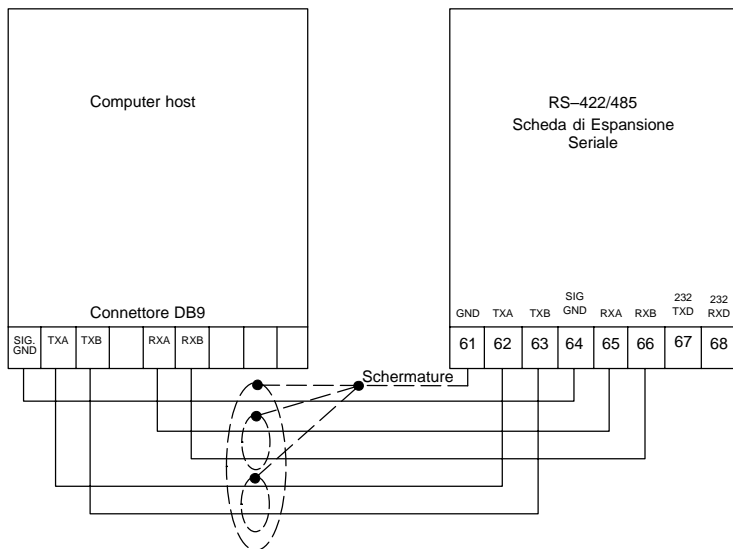 Computer host
RS–422/485
Scheda di Espansione
Seriale
Connettore DB9
SIG.
GND
TXA
TXB
RXA
RXB
GND
TXA
TXB
SIG
GND
RXA
RXB
232
TXD
232
RXD
61
62
63
64
65
66
67
68
Schermature